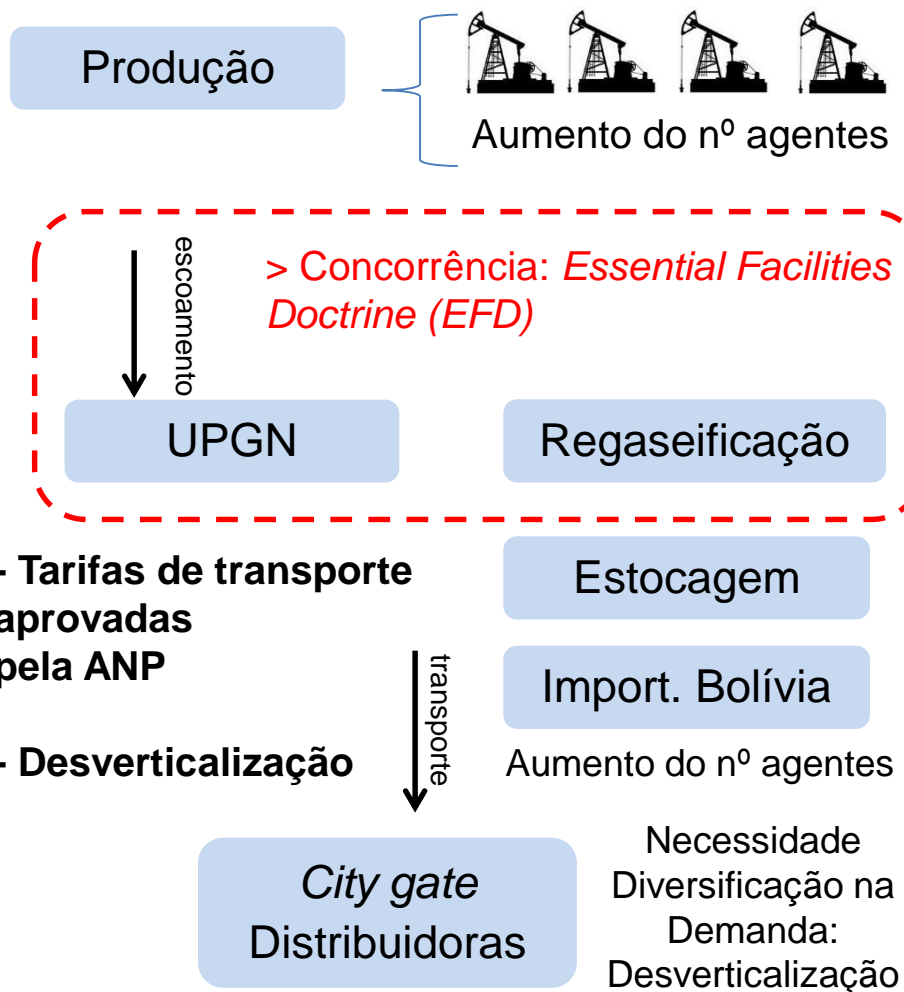 Produção
Aumento do nº agentes
escoamento
> Concorrência: Essential Facilities
Doctrine (EFD)
UPGN
Regaseificação
- Tarifas de transporte
aprovadas
pela ANP
Estocagem
transporte
Import. Bolívia
- Desverticalização
Aumento do nº agentes
City gate
Distribuidoras
Necessidade
Diversificação na
Demanda:
Desverticalização